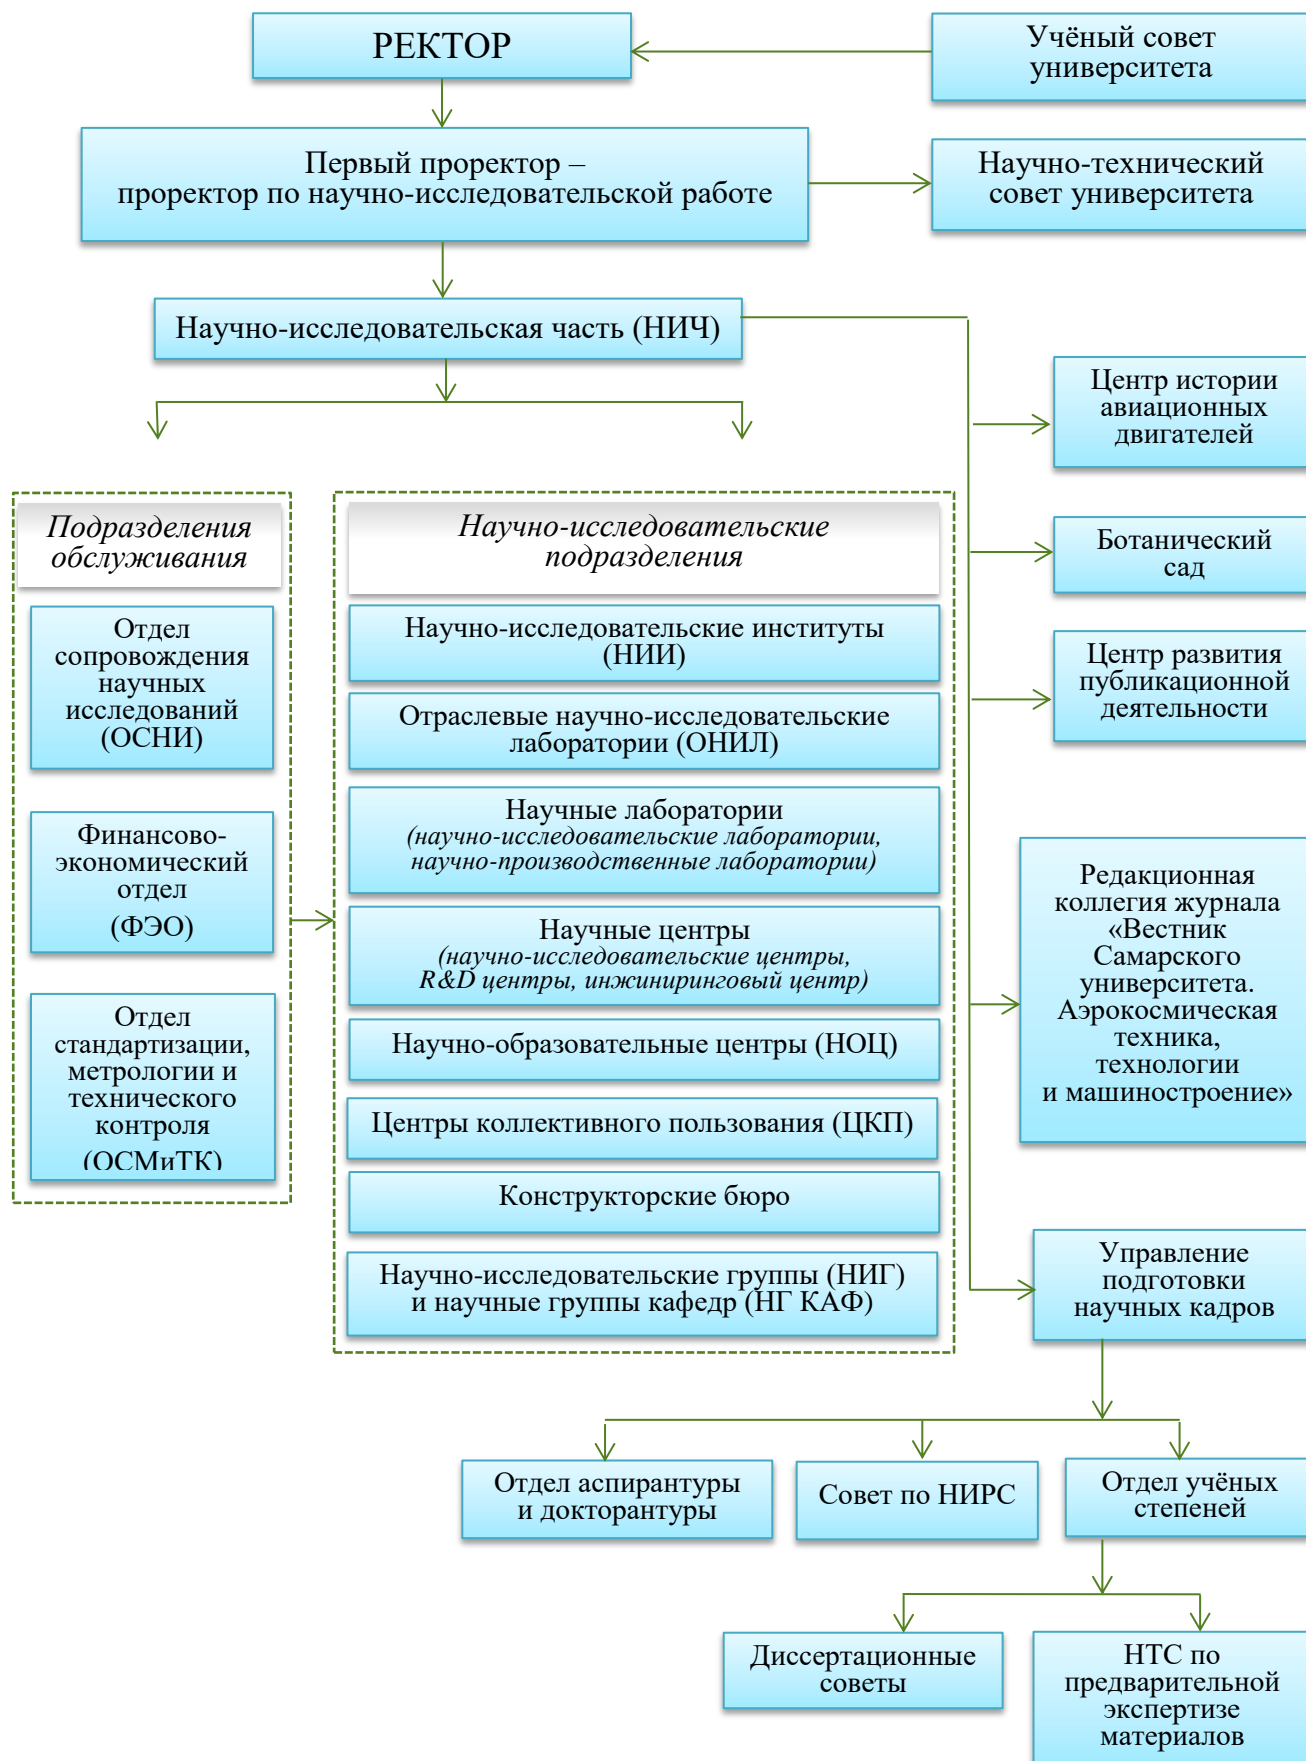 РЕКТОР
Учёный совет
университета
Первый проректор –
проректор по научно-исследовательской работе
Научно-технический
совет университета
Научно-исследовательская часть (НИЧ)
Центр истории
авиационных
двигателей
Ботанический
сад
Центр развития
публикационной
деятельности
Редакционная
коллегия журнала
«Вестник
Самарского
университета.
Аэрокосмическая
техника,
технологии
и машиностроение»
Управление
подготовки
научных кадров
Подразделения
обслуживания
Отдел
сопровождения
научных
исследований
(ОСНИ)
Финансово-
экономический
отдел
(ФЭО)
Отдел
стандартизации,
метрологии и
технического
контроля
(ОСМиТК)
Научно-исследовательские
подразделения
Научно-исследовательские институты
(НИИ)
Отраслевые научно-исследовательские
лаборатории (ОНИЛ)
Научные лаборатории
(научно-исследовательские лаборатории,
научно-производственные лаборатории)
Научные центры
(научно-исследовательские центры,
R&D центры, инжиниринговый центр)
Научно-образовательные центры (НОЦ)
Центры коллективного пользования (ЦКП)
Конструкторские бюро
Научно-исследовательские группы (НИГ)
и научные группы кафедр (НГ КАФ)
Отдел аспирантуры
и докторантуры
Совет по НИРС
Отдел учёных
степеней
Диссертационные
советы
НТС по
предварительной
экспертизе
материалов